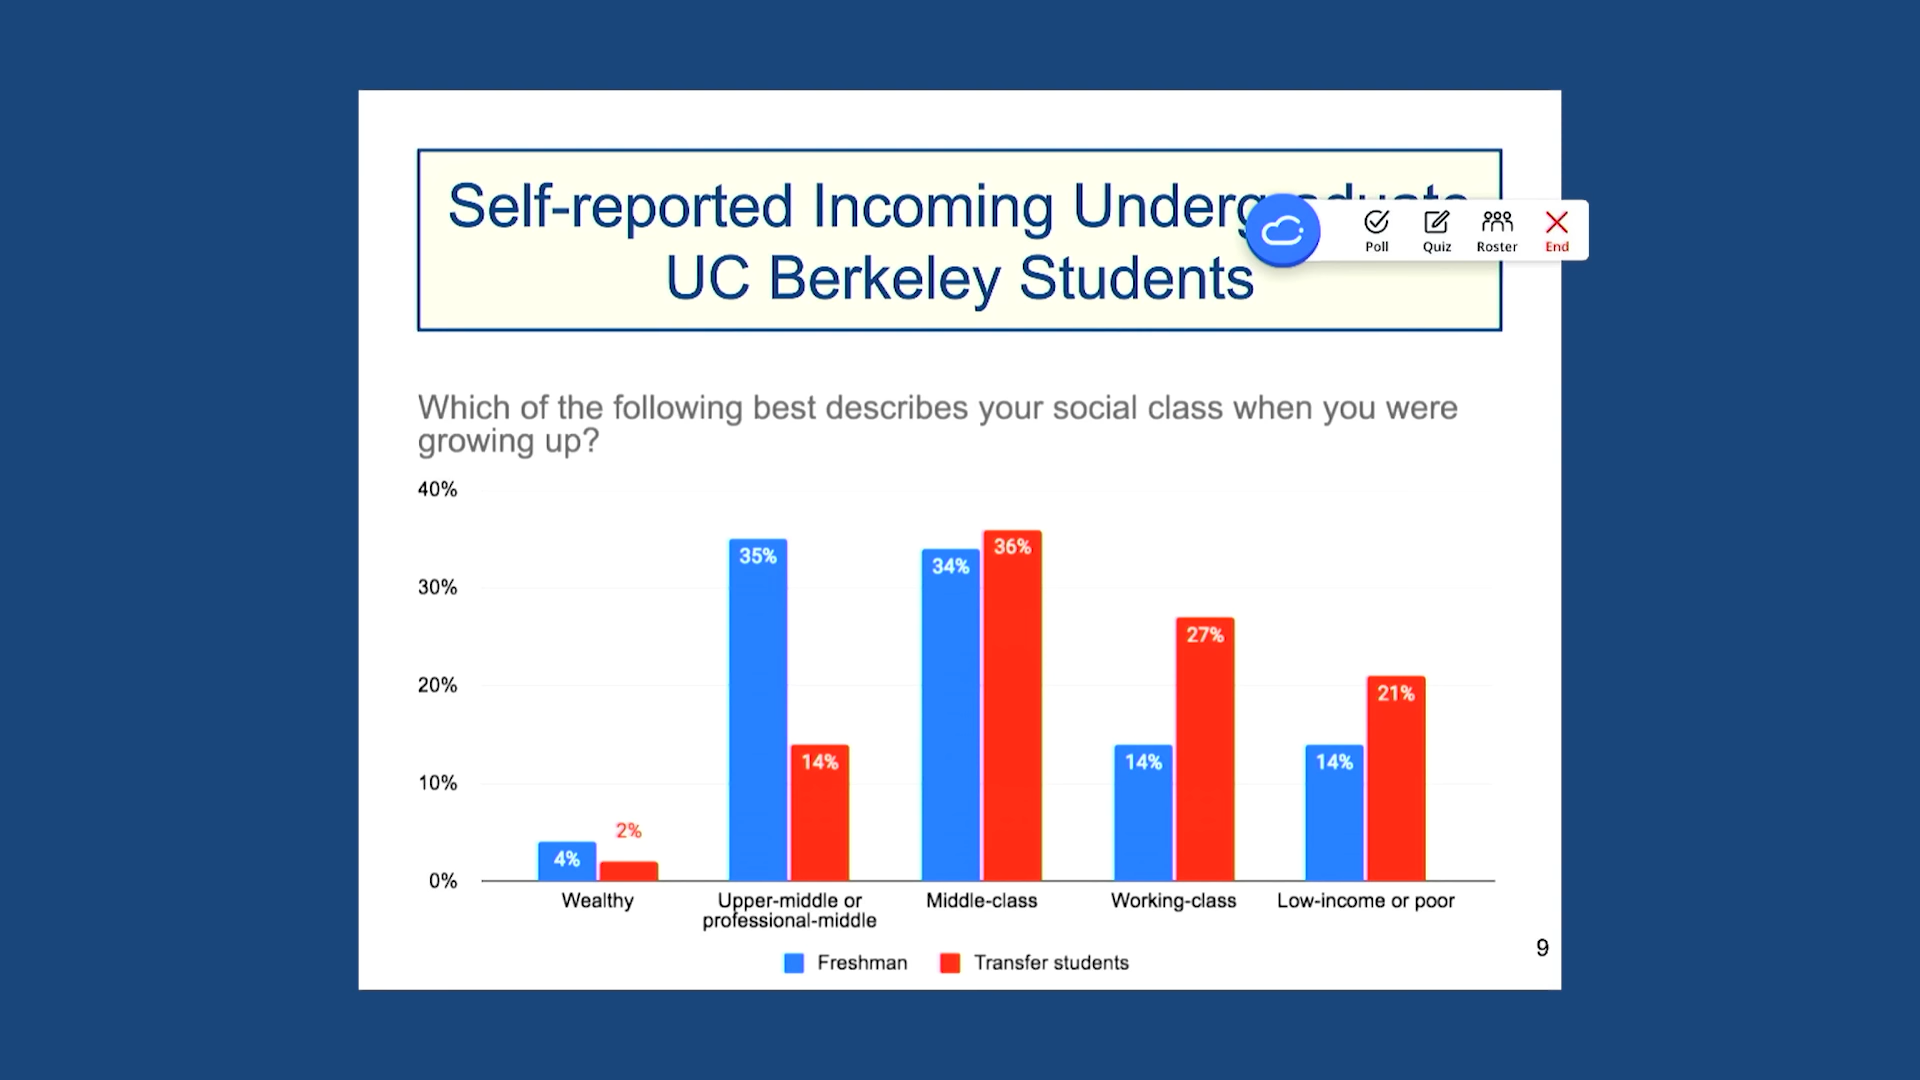 Self-reported Incoming
UC Berkeley Students
Poll
Quiz
Roster
End
Which of the following best describes your social class when you were
growing up?
40%
30%
20%
10%
0%
4%
2%
35%
14%
34%
36%
14%
27%
14%
21%
Wealthy
Upper-middle or
professional-middle
Middle-class
Working-class
Low-income or poor
Freshman
Transfer students
9